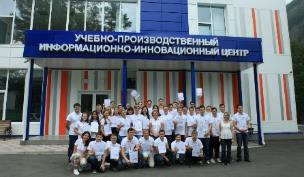 УЧЕБНО-ПРОИЗВОДСТВЕННЫЙ
ИНФОРМАЦИОННО-ИННОВАЦИОННЫЙ ЦЕНТР